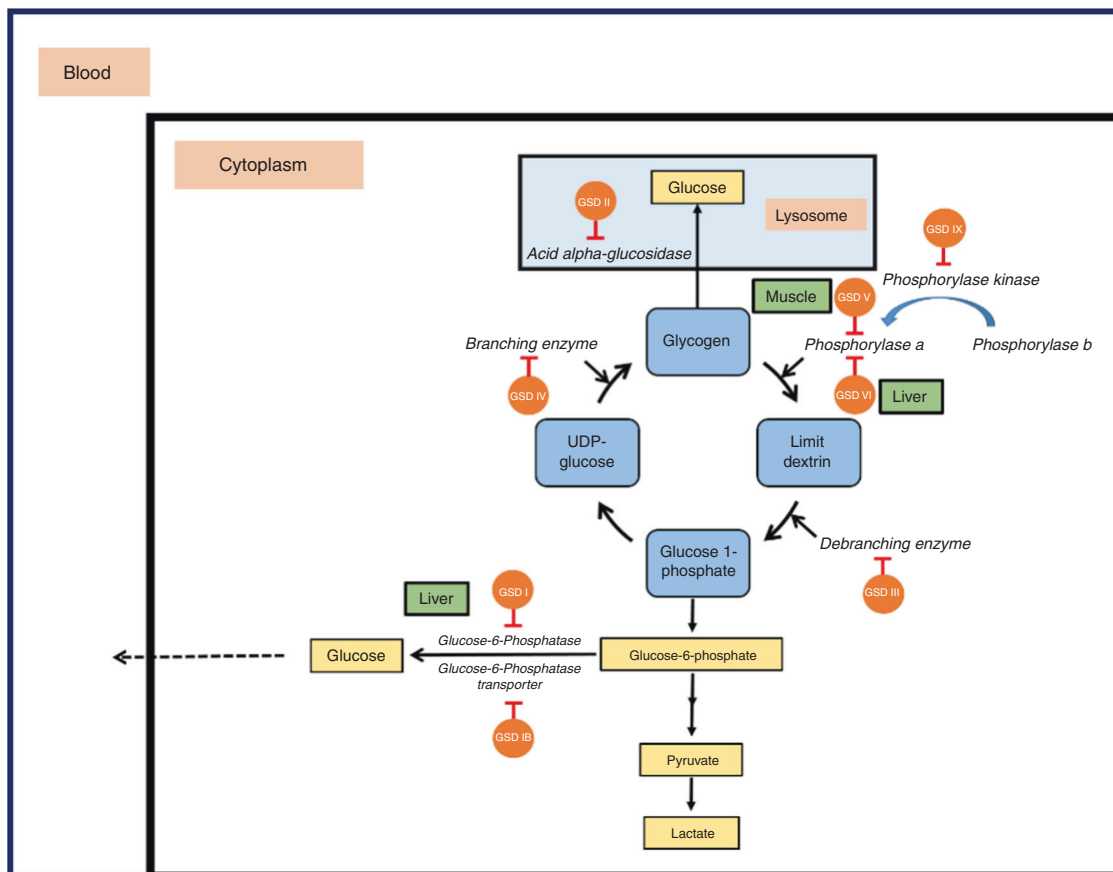 Blood
Cytoplasm
Glucose
GSD II
Lysosome
Acid alpha-glucosidase
GSD IX
Phosphorylase kinase
Muscle
GSD V
Glycogen
Branching enzyme
Phosphorylase a
Phosphorylase b
GSD IV
GSD VI
Liver
UDP-
glucose
Limit
dextrin
Glucose 1-
phosphate
Debranching enzyme
GSD III
Liver
GSD I
Glucose-6-Phosphatase
Glucose
Glucose-6-phosphate
Glucose-6-Phosphatase
transporter
GSD IB
Pyruvate
Lactate